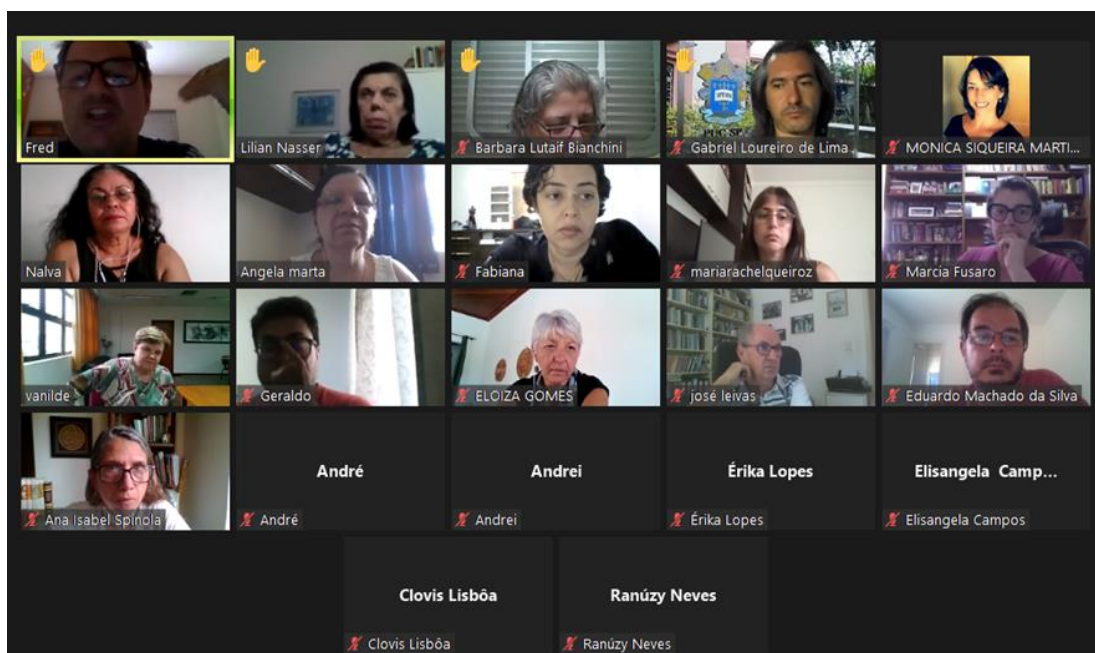 Fred
Lilian Nasser
Barbara Lutaif Bianchini
PUC-SP
Gabriel Loureiro de Lima
MONICA SIQUEIRA MARTI...
Nalva
Angela marta
Fabiana
mariarachelqueiroz
Marcia Fusaro
vanilde
Geraldo
ELOIZA GOMES
josé leivas
Eduardo Machado da Silva
Ana Isabel Spinola
André
André
Andrei
Andrei
Érika Lopes
Érika Lopes
Elisangela Camp...
Elisangela Campos
Clovis Lisbôa
Clovis Lisbôa
Ranúzy Neves
Ranúzy Neves